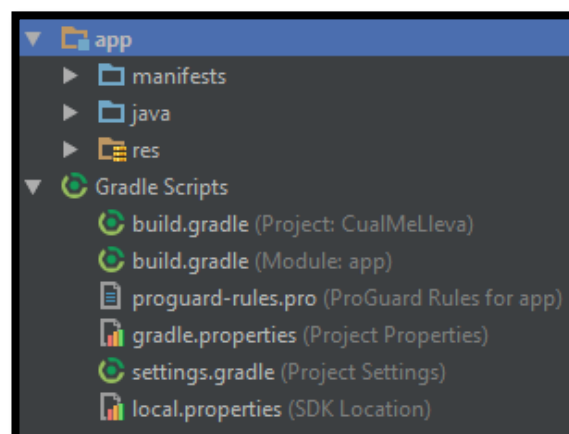 app
manifests
java
res
Gradle Scripts
build.gradle (Project: CualMeLleva)
build.gradle (Module: app)
proguard-rules.pro (ProGuard Rules for app)
gradle.properties (Project Properties)
settings.gradle (Project Settings)
local.properties (SDK Location)